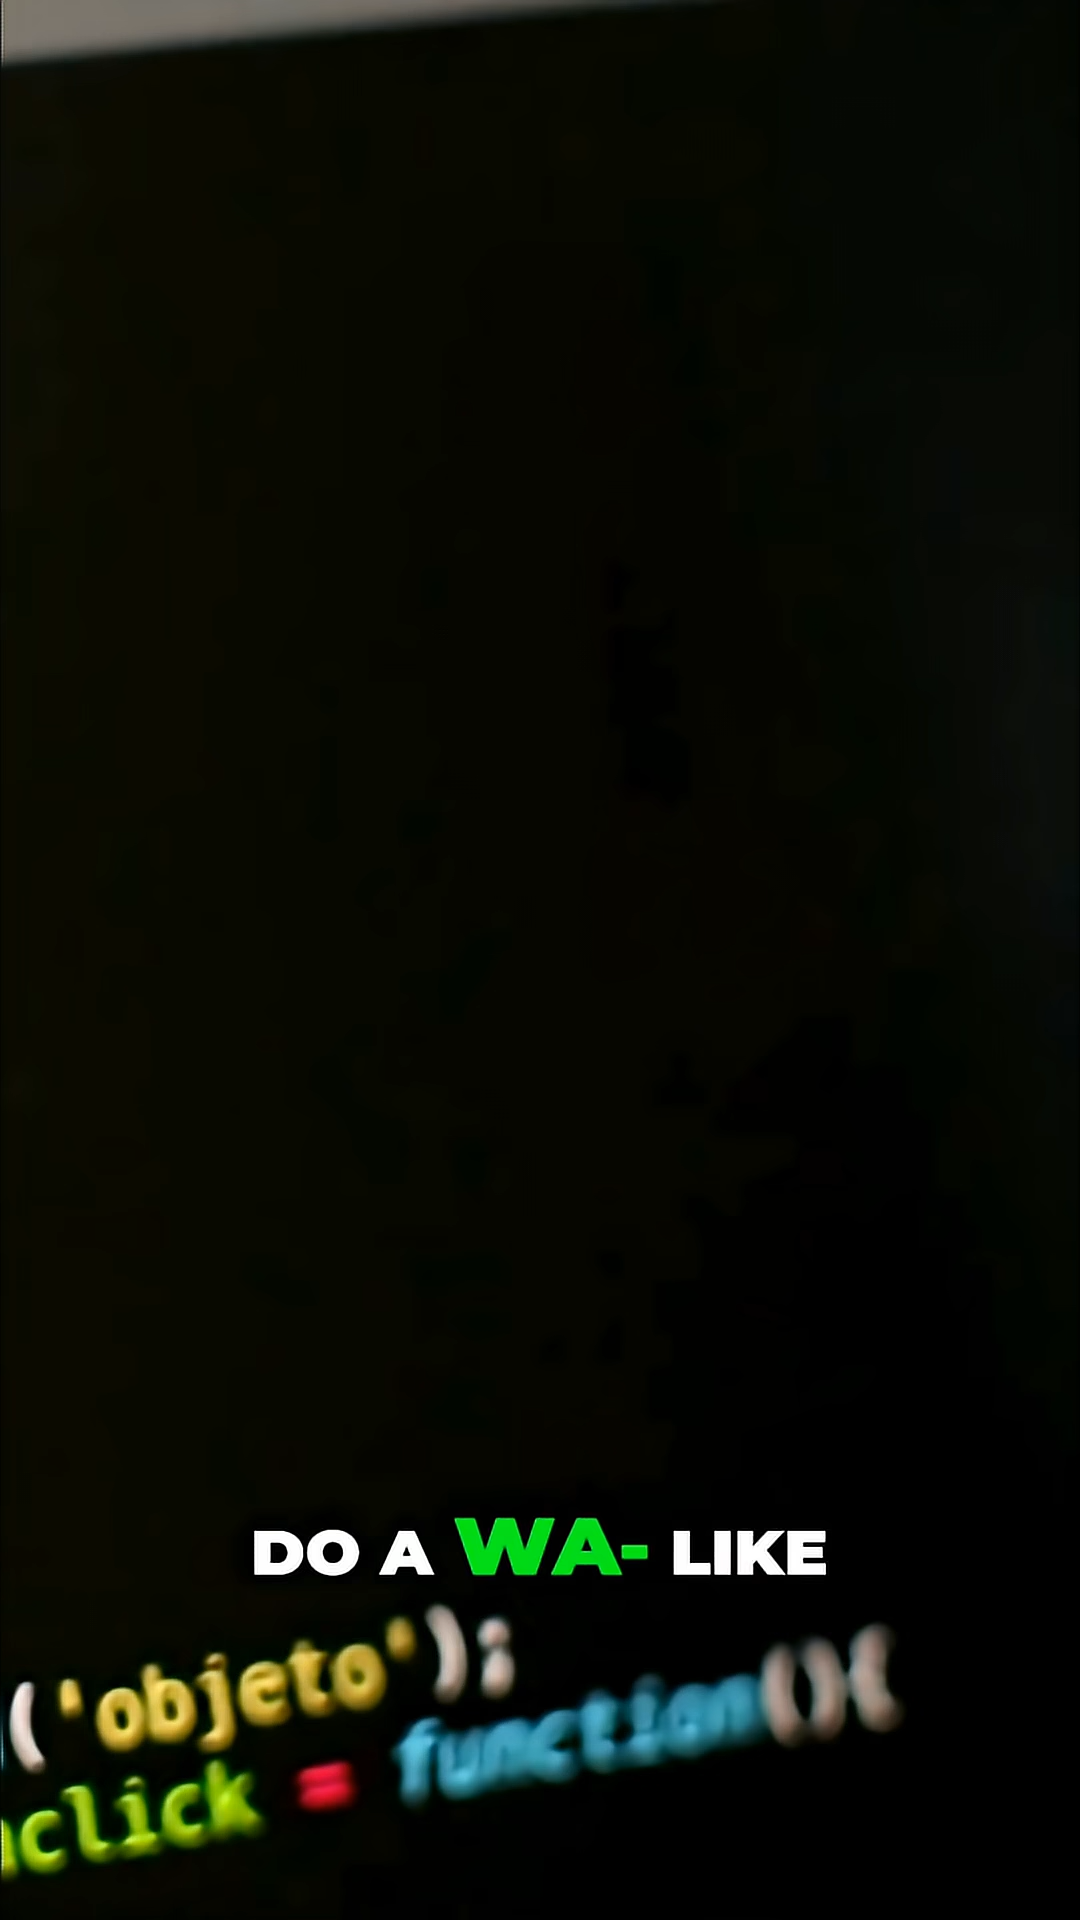 DO A WA- LIKE
('objeto');
click = function(){